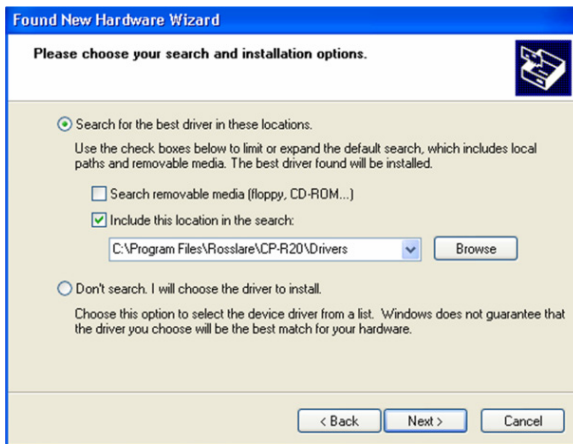 Found New Hardware Wizard
Please choose your search and installation options.
Search for the best driver in these locations.
Use the check boxes below to limit or expand the default search, which includes local
paths and removable media. The best driver found will be installed.
Search removable media (floppy, CD-ROM...)
Include this location in the search:
C:\Program Files\Rosslare\CP-R20\Drivers
Browse
Don't search. I will choose the driver to install.
Choose this option to select the device driver from a list. Windows does not guarantee that
the driver you choose will be the best match for your hardware.
< Back
Next >
Cancel